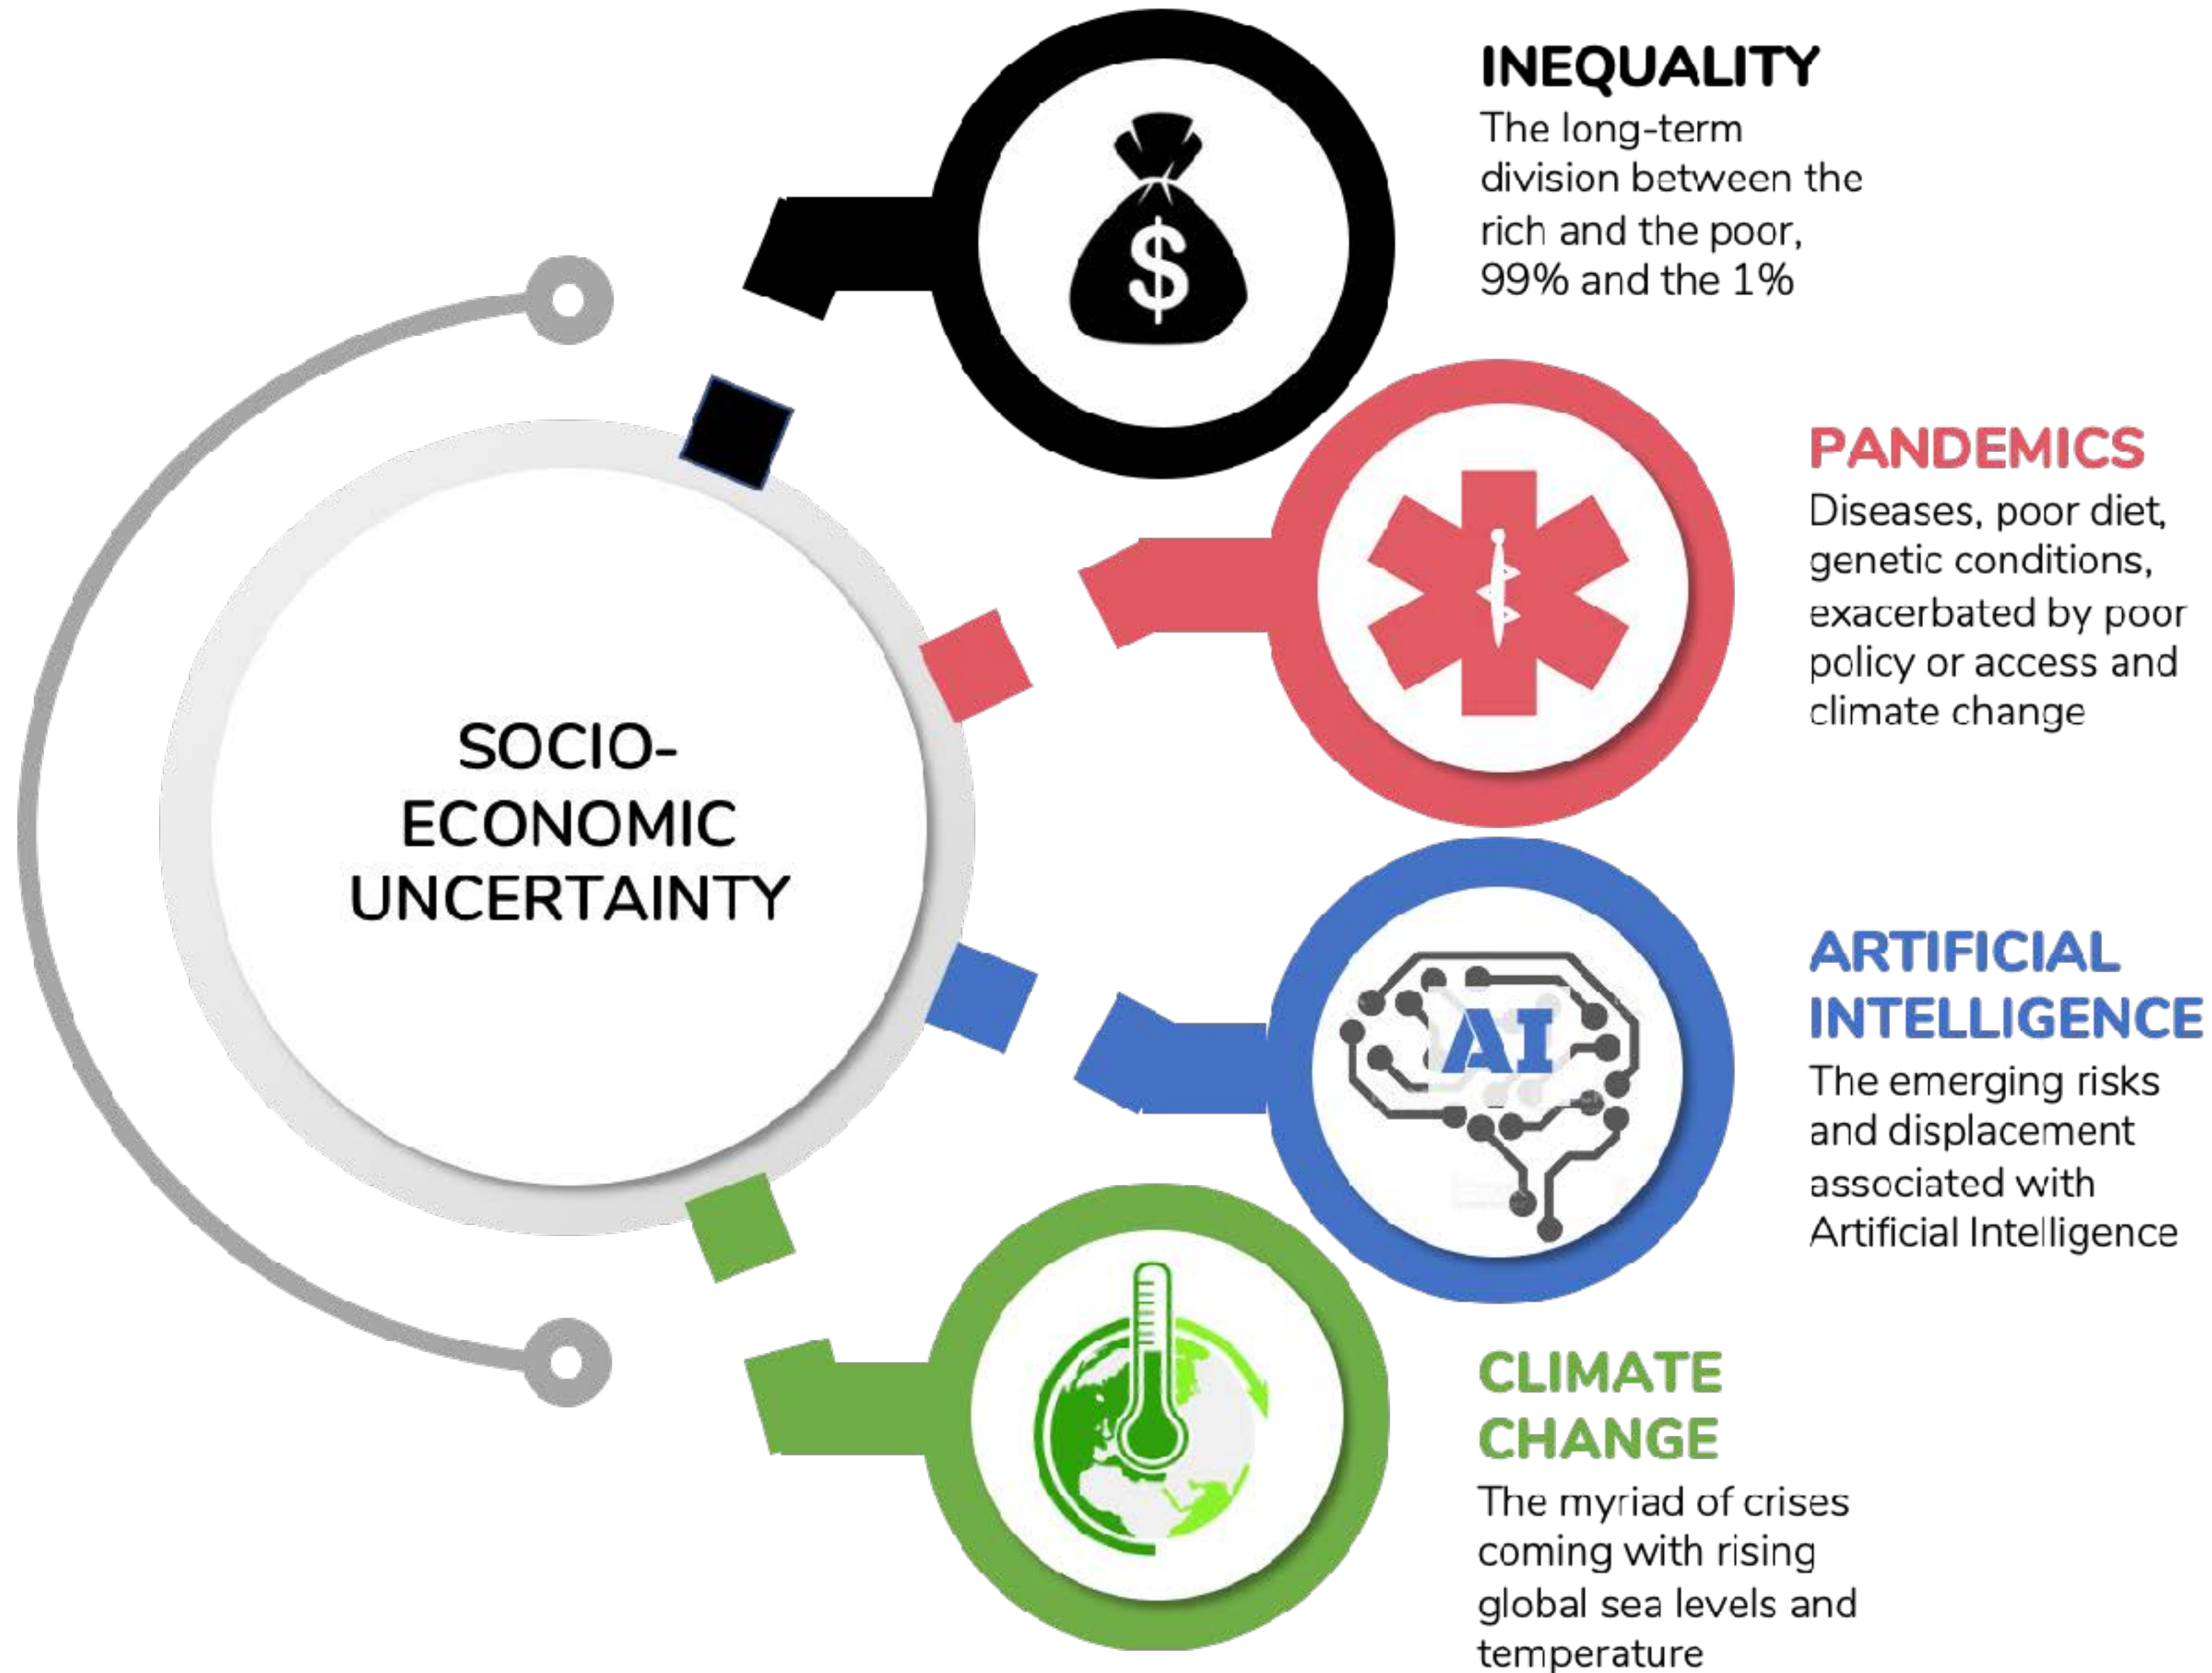 INEQUALITY
The long-term
division between the
rich and the poor,
99% and the 1%
$
PANDEMICS
Diseases, poor diet,
genetic conditions,
exacerbated by poor
policy or access and
climate change
SOCIO-
ECONOMIC
UNCERTAINTY
AI
ARTIFICIAL
INTELLIGENCE
The emerging risks
and displacement
associated with
Artificial Intelligence
CLIMATE
CHANGE
The myriad of crises
coming with rising
global sea levels and
temperature